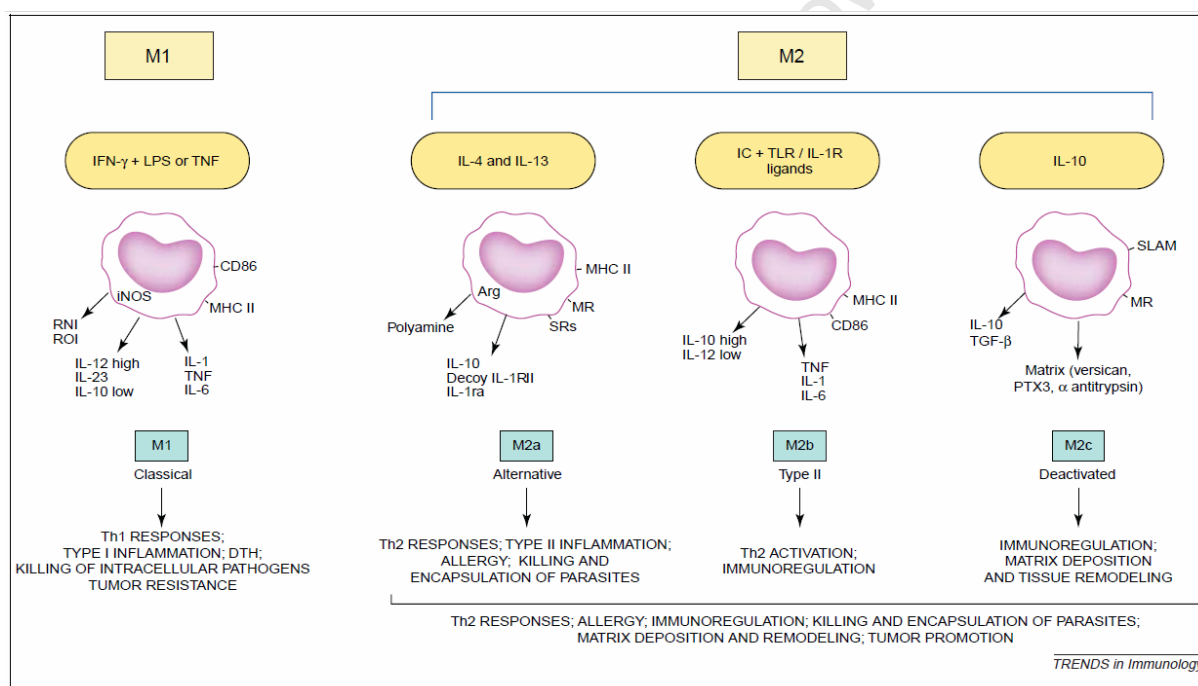 M1
M2
IFN-γ + LPS or TNF
IL-4 and IL-13
IC + TLR / IL-1R
ligands
IL-10
CD86
iNOS
MHC II
RNI
ROI
IL-12 high
IL-23
IL-10 low
IL-1
TNF
IL-6
MHC II
Arg
MR
SRs
Polyamine
IL-10
Decoy IL-1RII
IL-1ra
MHC II
CD86
IL-10 high
IL-12 low
TNF
IL-1
IL-6
SLAM
MR
IL-10
TGF-β
Matrix (versican,
PTX3, α antitrypsin)
M1
Classical
M2a
Alternative
M2b
Type II
M2c
Deactivated
Th1 RESPONSES;
TYPE I INFLAMMATION; DTH;
KILLING OF INTRACELLULAR PATHOGENS
TUMOR RESISTANCE
Th2 RESPONSES; TYPE II INFLAMMATION;
ALLERGY; KILLING AND
ENCAPSULATION OF PARASITES
Th2 ACTIVATION;
IMMUNOREGULATION
IMMUNOREGULATION;
MATRIX DEPOSITION
AND TISSUE REMODELING
Th2 RESPONSES; ALLERGY; IMMUNOREGULATION; KILLING AND ENCAPSULATION OF PARASITES;
MATRIX DEPOSITION AND REMODELING; TUMOR PROMOTION
TRENDS in Immunology